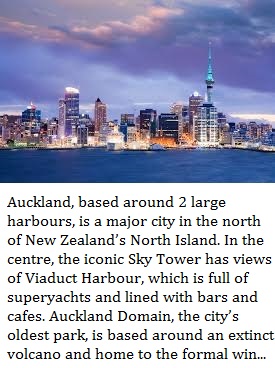 Auckland, based around 2 large
harbours, is a major city in the north
of New Zealand’s North Island. In the
centre, the iconic Sky Tower has views
of Viaduct Harbour, which is full of
superyachts and lined with bars and
cafes. Auckland Domain, the city’s
oldest park, is based around an extinct
volcano and home to the formal win...